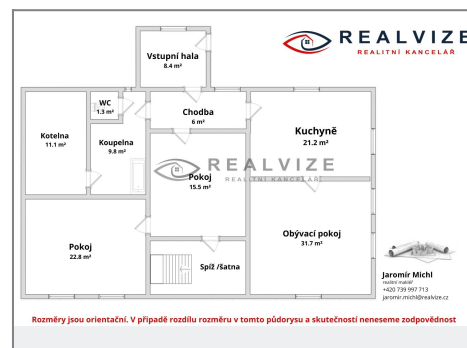 REALVIZE
REALITNÍ KANCELÁŘ
Vstupní hala
8.4 m²
WC
1.3 m²
Chodba
6 m²
Kuchyně
21.2 m²
Kotelna
11.1 m²
Koupelna
9.8 m²
REALVIZE
REALITNÍ KANCELÁŘ
Pokoj
15.5 m²
Pokoj
22.8 m²
Obývací pokoj
31.7 m²
Spíž /šatna
Jaromír Michl
realitní makléř
+420 739 997 713
jaromir.michl@realvize.cz
Rozměry jsou orientační. V případě rozdílu rozměru v tomto půdorysu a skutečností neneseme zodpovědnost